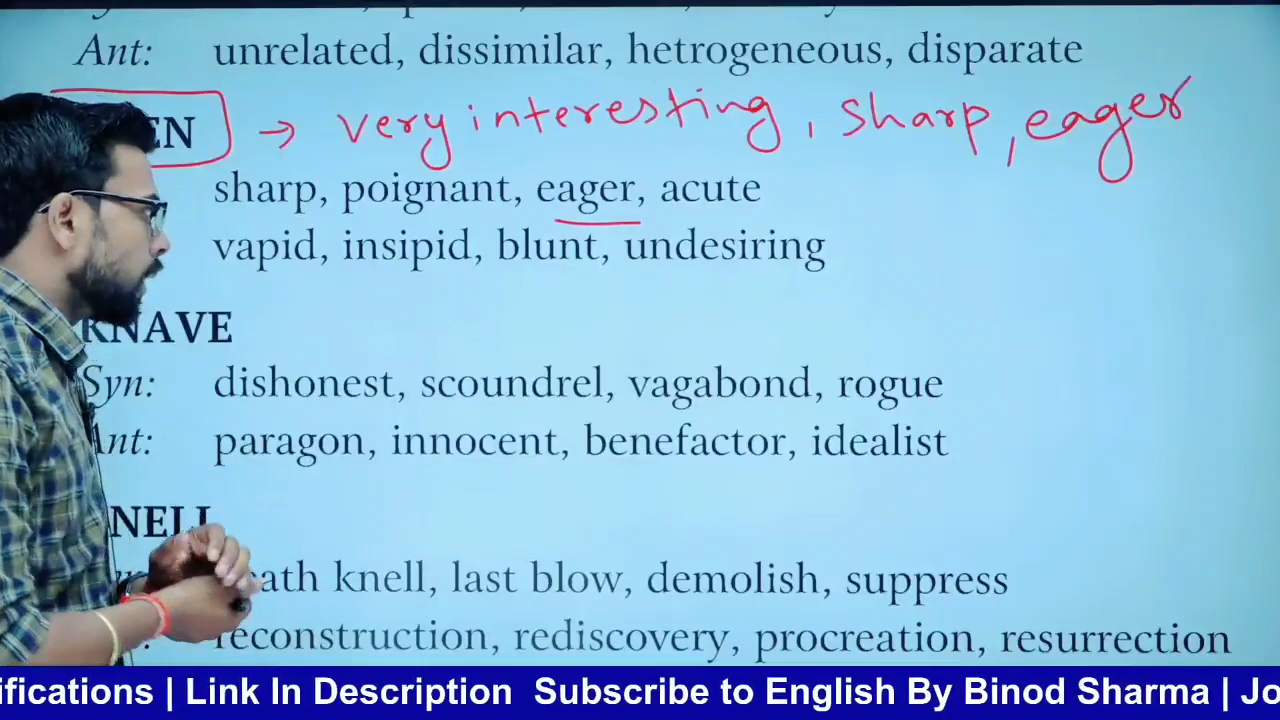 Ant: unrelated, dissimilar, hetrogeneous, disparate
EN → very interesting, sharp, eager
sharp, poignant, eager, acute
vapid, insipid, blunt, undesiring
KNAVE
Syn: dishonest, scoundrel, vagabond, rogue
Ant: paragon, innocent, benefactor, idealist
NELL
ath knell, last blow, demolish, suppress
reconstruction, rediscovery, procreation, resurrection
ifications | Link In Description Subscribe to English By Binod Sharma | Jo